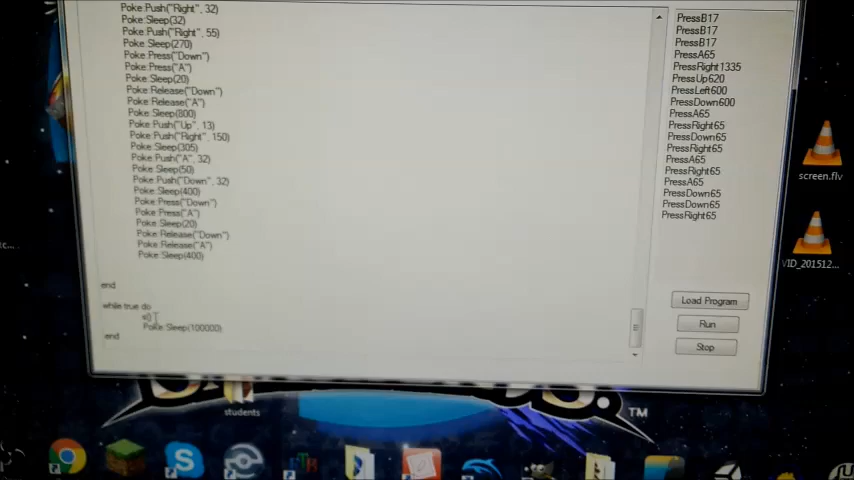 Poke:Push("Right", 32)
Poke:Sleep(32)
Poke:Push("Right", 55)
Poke:Sleep(270)
Poke:Press("Down")
Poke:Press("A")
Poke:Sleep(20)
Poke:Release("Down")
Poke:Release("A")
Poke:Sleep(800)
Poke:Push("Up", 13)
Poke:Push("Right", 150)
Poke:Sleep(305)
Poke:Push("A", 32)
Poke:Sleep(50)
Poke:Push("Down", 32)
Poke:Sleep(400)
Poke:Press("Down")
Poke:Press("A")
Poke:Sleep(20)
Poke:Release("Down")
Poke:Release("A")
Poke:Sleep(400)
end
while true do
s()
Poke:Sleep(100000)
end
PressB17
PressB17
PressB17
PressA65
PressRight1335
PressUp620
PressLeft600
PressDown600
PressA65
PressRight65
PressDown65
PressRight65
PressA65
PressRight65
PressA65
PressDown65
PressDown65
PressRight65
Load Program
Run
Stop
screen.flv
VID_201512...
students
TM